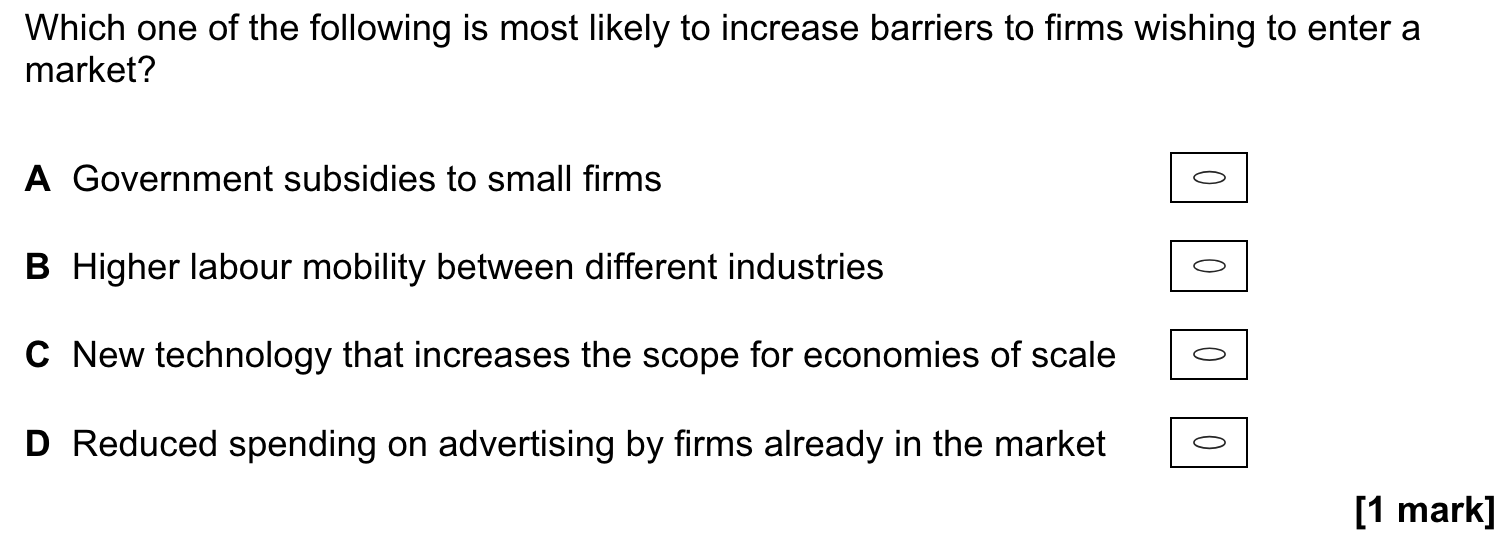 Which one of the following is most likely to increase barriers to firms wishing to enter a
market?
A Government subsidies to small firms
B Higher labour mobility between different industries
C New technology that increases the scope for economies of scale
D Reduced spending on advertising by firms already in the market
[1 mark]